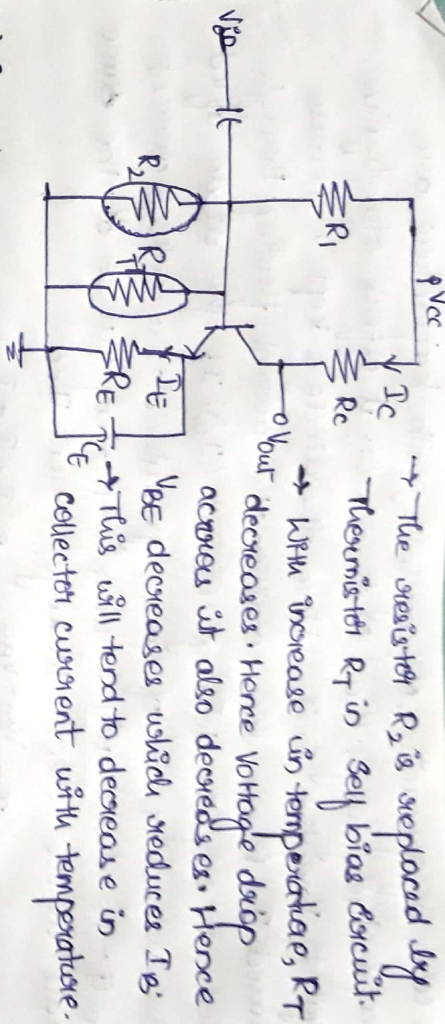 Vcc
Ic
R1
Rc
Vin
Vout
R2
RT
IE
RE
CE
→ The resistor R2 is replaced by
Thermistor RT in self bias circuit.
→ With increase in temperature, RT
decreases. Hence Voltage drop
across it also decreases. Hence
VBE decreases which reduces IB.
→ This will tend to decrease in
collector current with temperature.